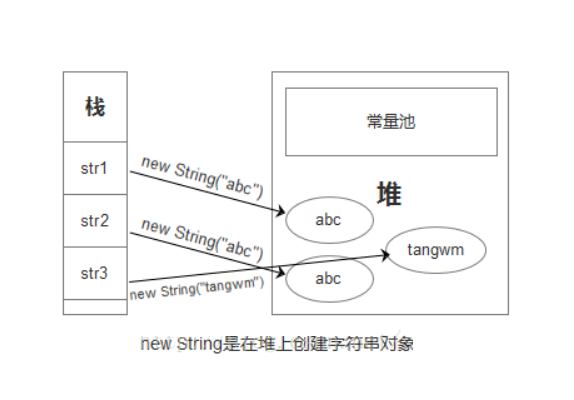 栈
常量池
str1
new String("abc")
堆
str2
new String("abc")
abc
tangwm
str3
new String("tangwm")
abc
new String是在堆上创建字符串对象